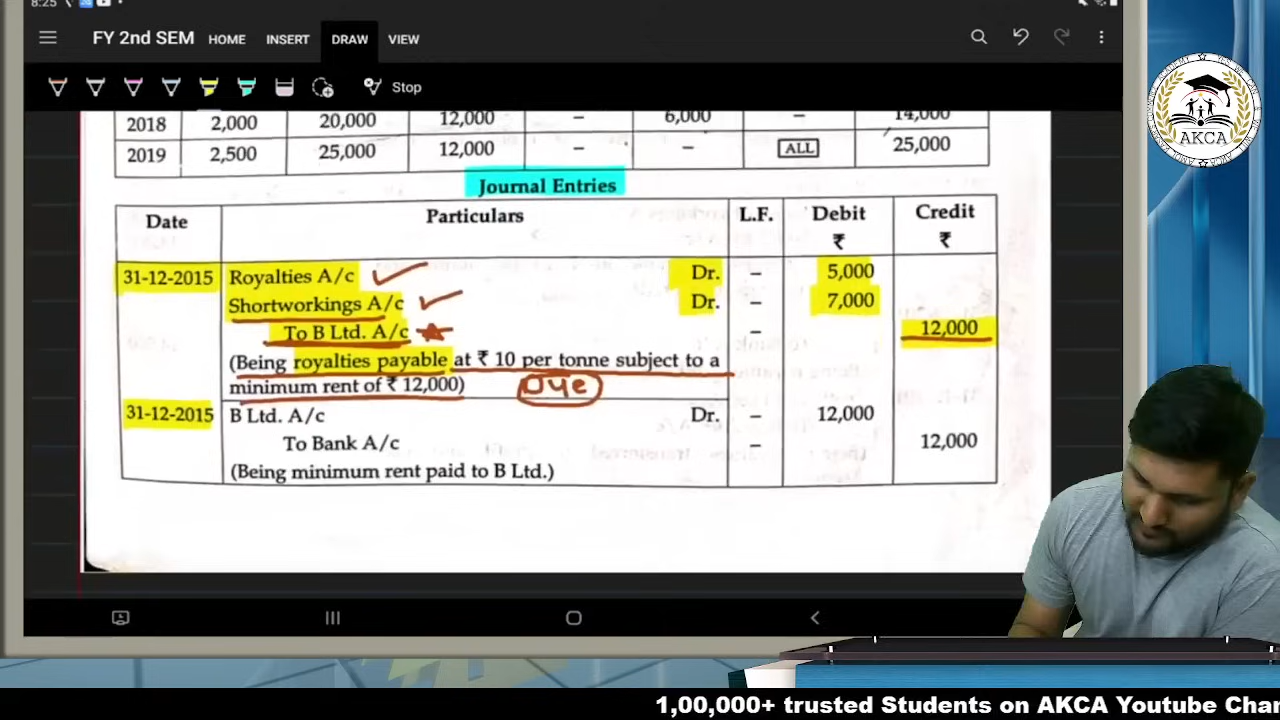 8:25
FY 2nd SEM HOME INSERT DRAW VIEW
Stop
2018 2,000 20,000 12,000 – 6,000 – 14,000
2019 2,500 25,000 12,000 – – ALL 25,000
Journal Entries
Date Particulars L.F. Debit ₹ Credit ₹
31-12-2015 Royalties A/c Dr. – 5,000
Shortworkings A/c Dr. – 7,000
To B Ltd. A/c – 12,000
(Being royalties payable at ₹ 10 per tonne subject to a
minimum rent of ₹ 12,000) Due
31-12-2015 B Ltd. A/c Dr. – 12,000
To Bank A/c – 12,000
(Being minimum rent paid to B Ltd.)
AKCA
1,00,000+ trusted Students on AKCA Youtube Chan